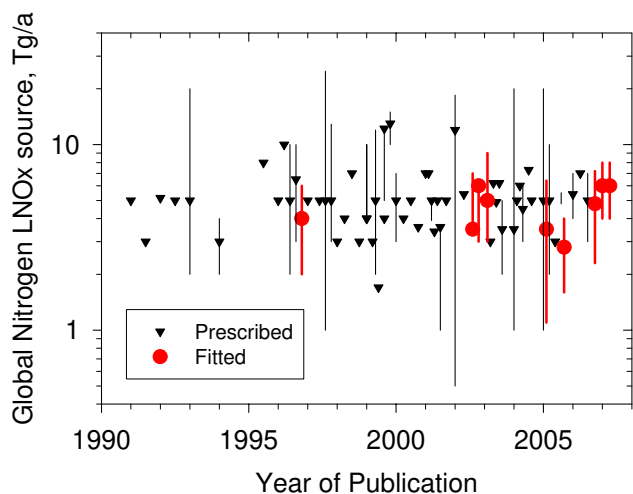 Global Nitrogen LNOx source, Tg/a
10
1
Prescribed
Fitted
1990 1995 2000 2005
Year of Publication